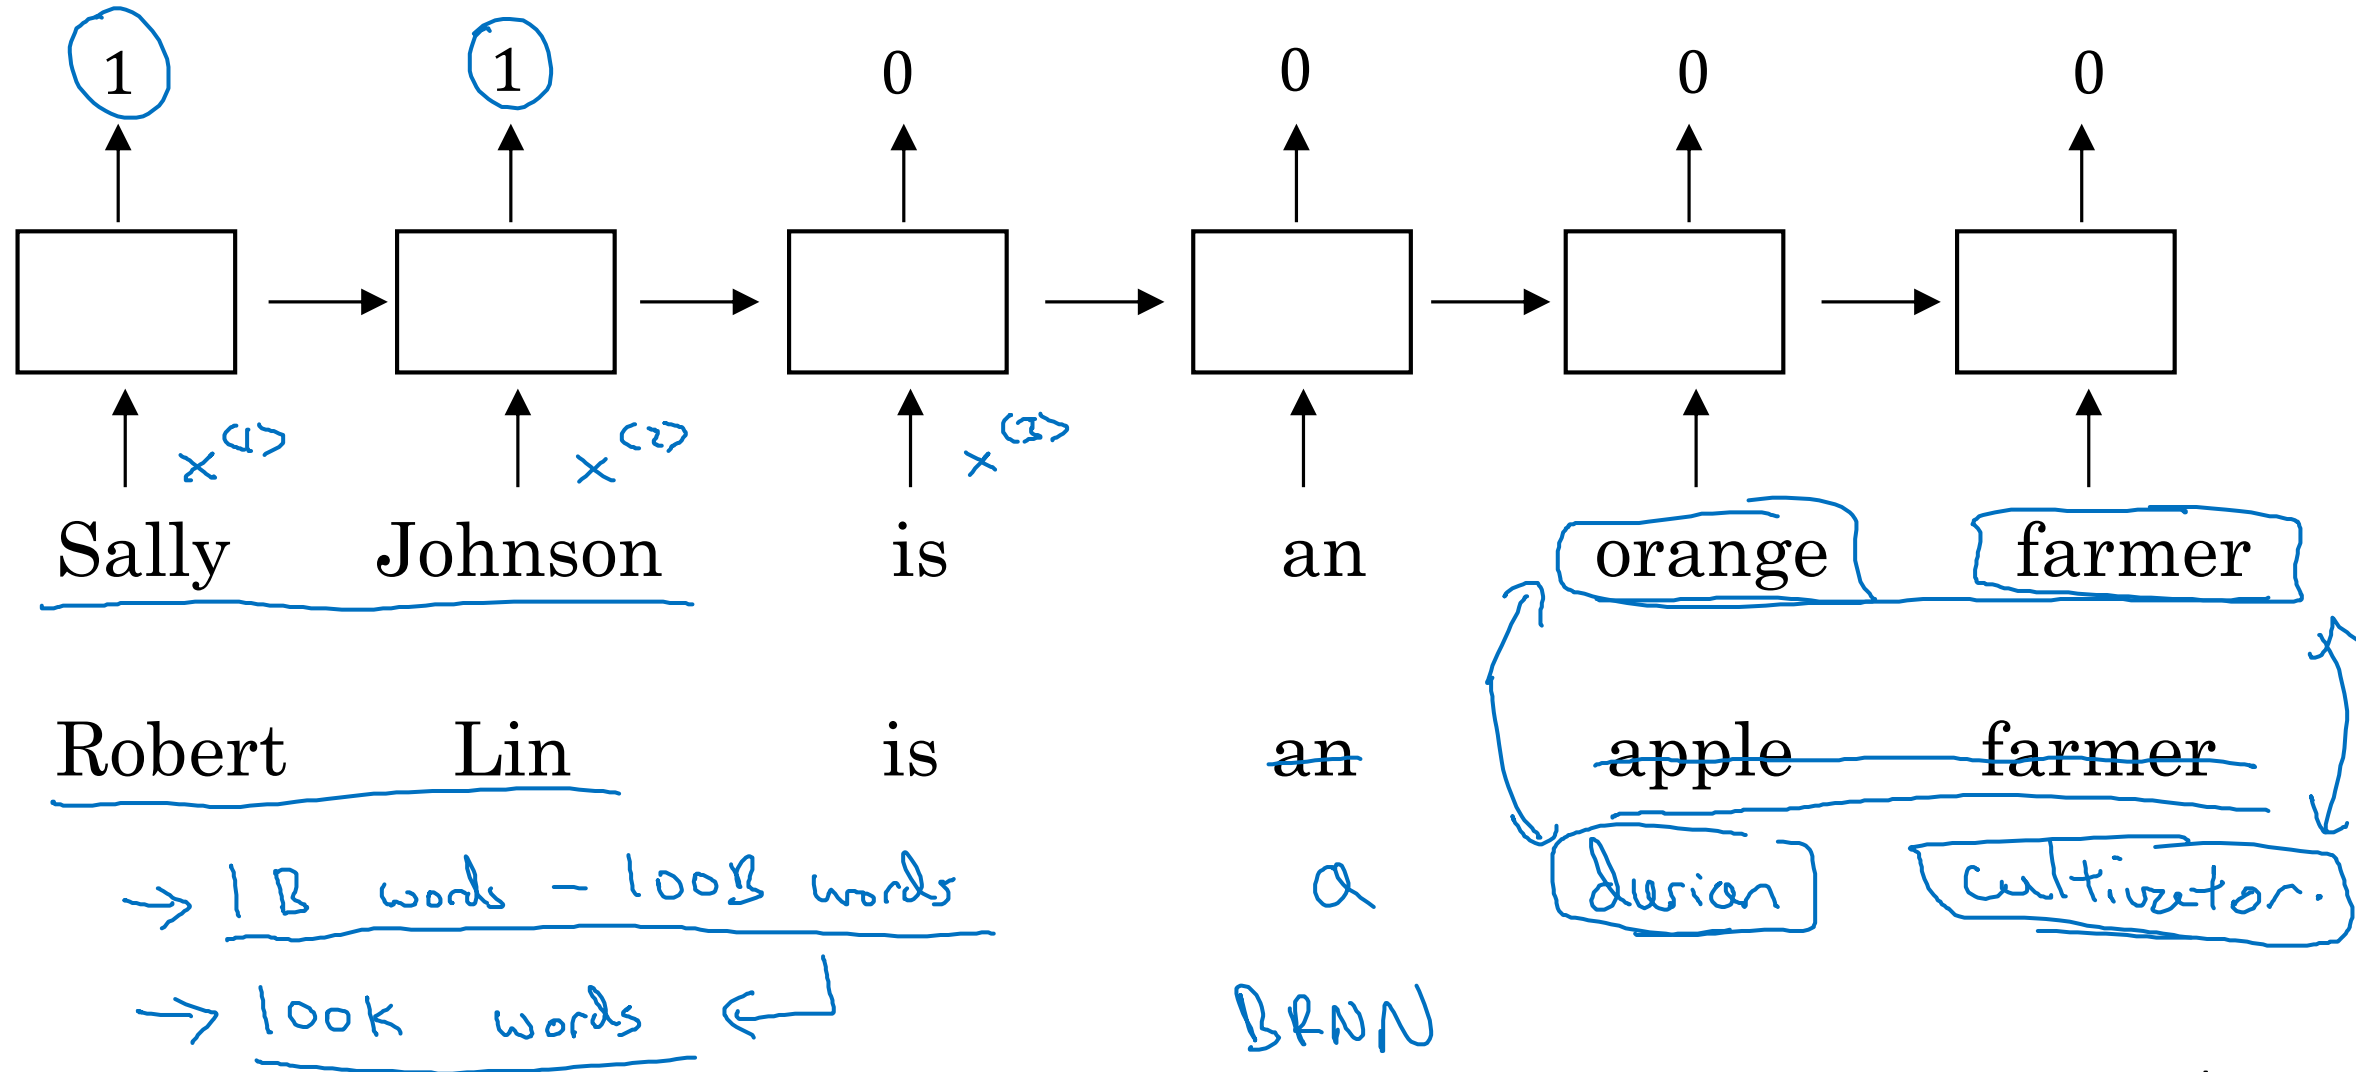 1 1 0 0 0 0
x<1> x<2> x<3>
Sally Johnson is an orange farmer
Robert Lin is an apple farmer
→ 1B words - 100B words a durian cultivator.
→ 100K words BRNN